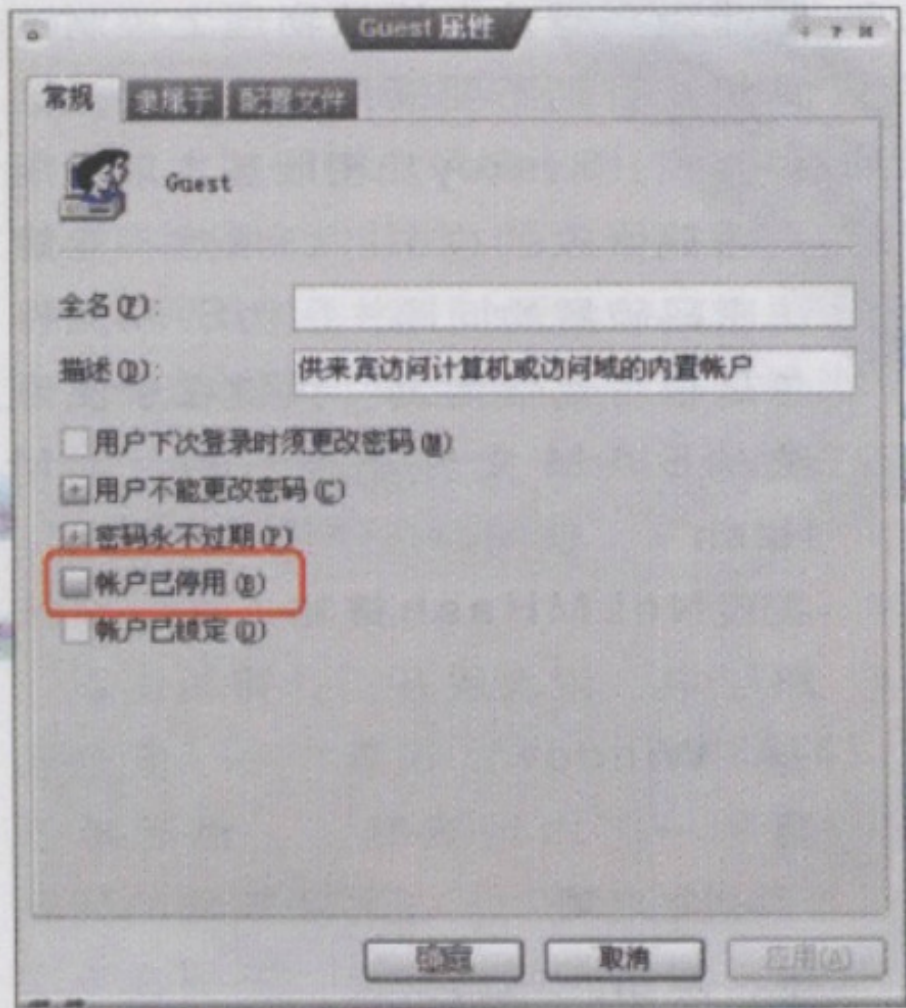 Guest 属性
常规 隶属于 配置文件
Guest
全名(F):
描述(D): 供来宾访问计算机或访问域的内置帐户
用户下次登录时须更改密码(M)
用户不能更改密码(C)
密码永不过期(P)
帐户已停用(B)
帐户已锁定(O)
确定 取消 应用(A)